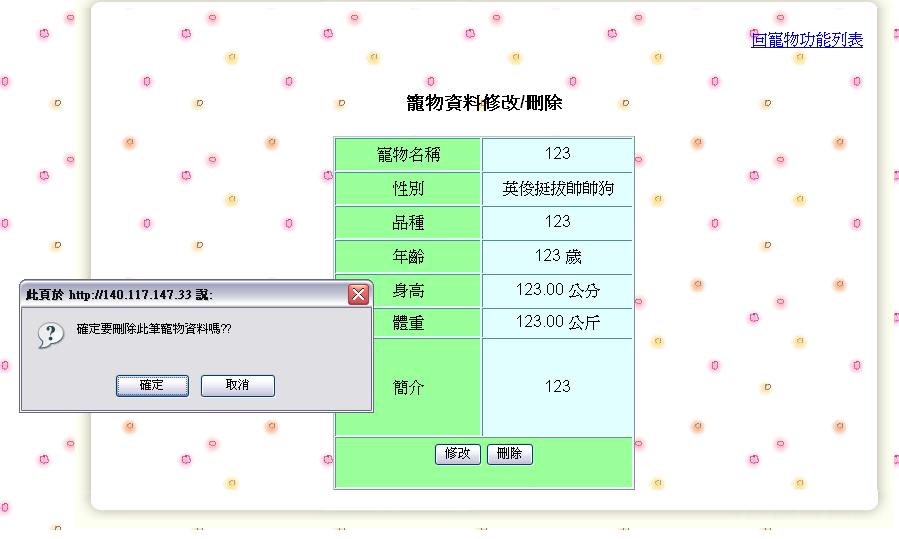 回寵物功能列表
寵物資料修改/刪除
寵物名稱 123
性別 英俊挺拔帥帥狗
品種 123
年齡 123 歲
身高 123.00 公分
體重 123.00 公斤
簡介 123
修改 刪除
此頁於 http://140.117.147.33 說:
確定要刪除此筆寵物資料嗎??
確定 取消